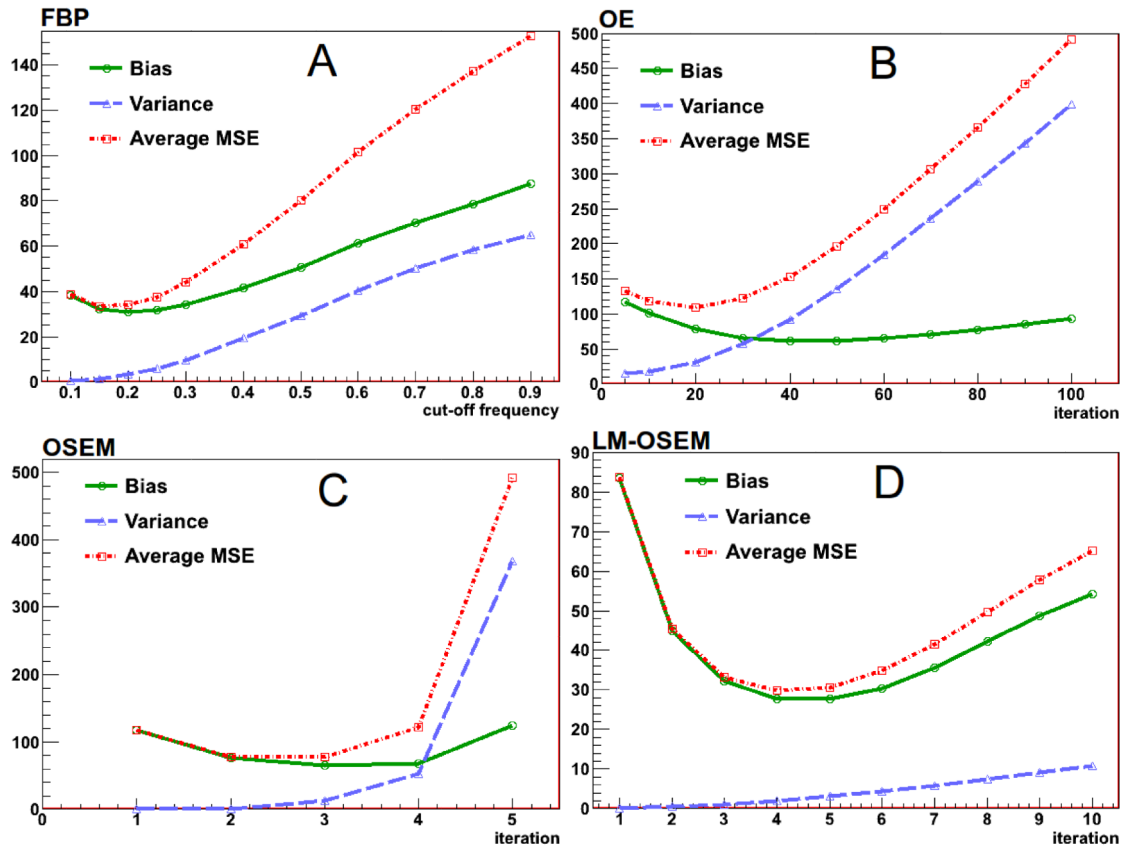 FBP
A
Bias
Variance
Average MSE
140
120
100
80
60
40
20
0
0.1 0.2 0.3 0.4 0.5 0.6 0.7 0.8 0.9
cut-off frequency
OE
B
Bias
Variance
Average MSE
500
450
400
350
300
250
200
150
100
50
0
0 20 40 60 80 100
iteration
OSEM
C
Bias
Variance
Average MSE
500
400
300
200
100
0
0 1 2 3 4 5
iteration
LM-OSEM
D
Bias
Variance
Average MSE
90
80
70
60
50
40
30
20
10
0
1 2 3 4 5 6 7 8 9 10
iteration